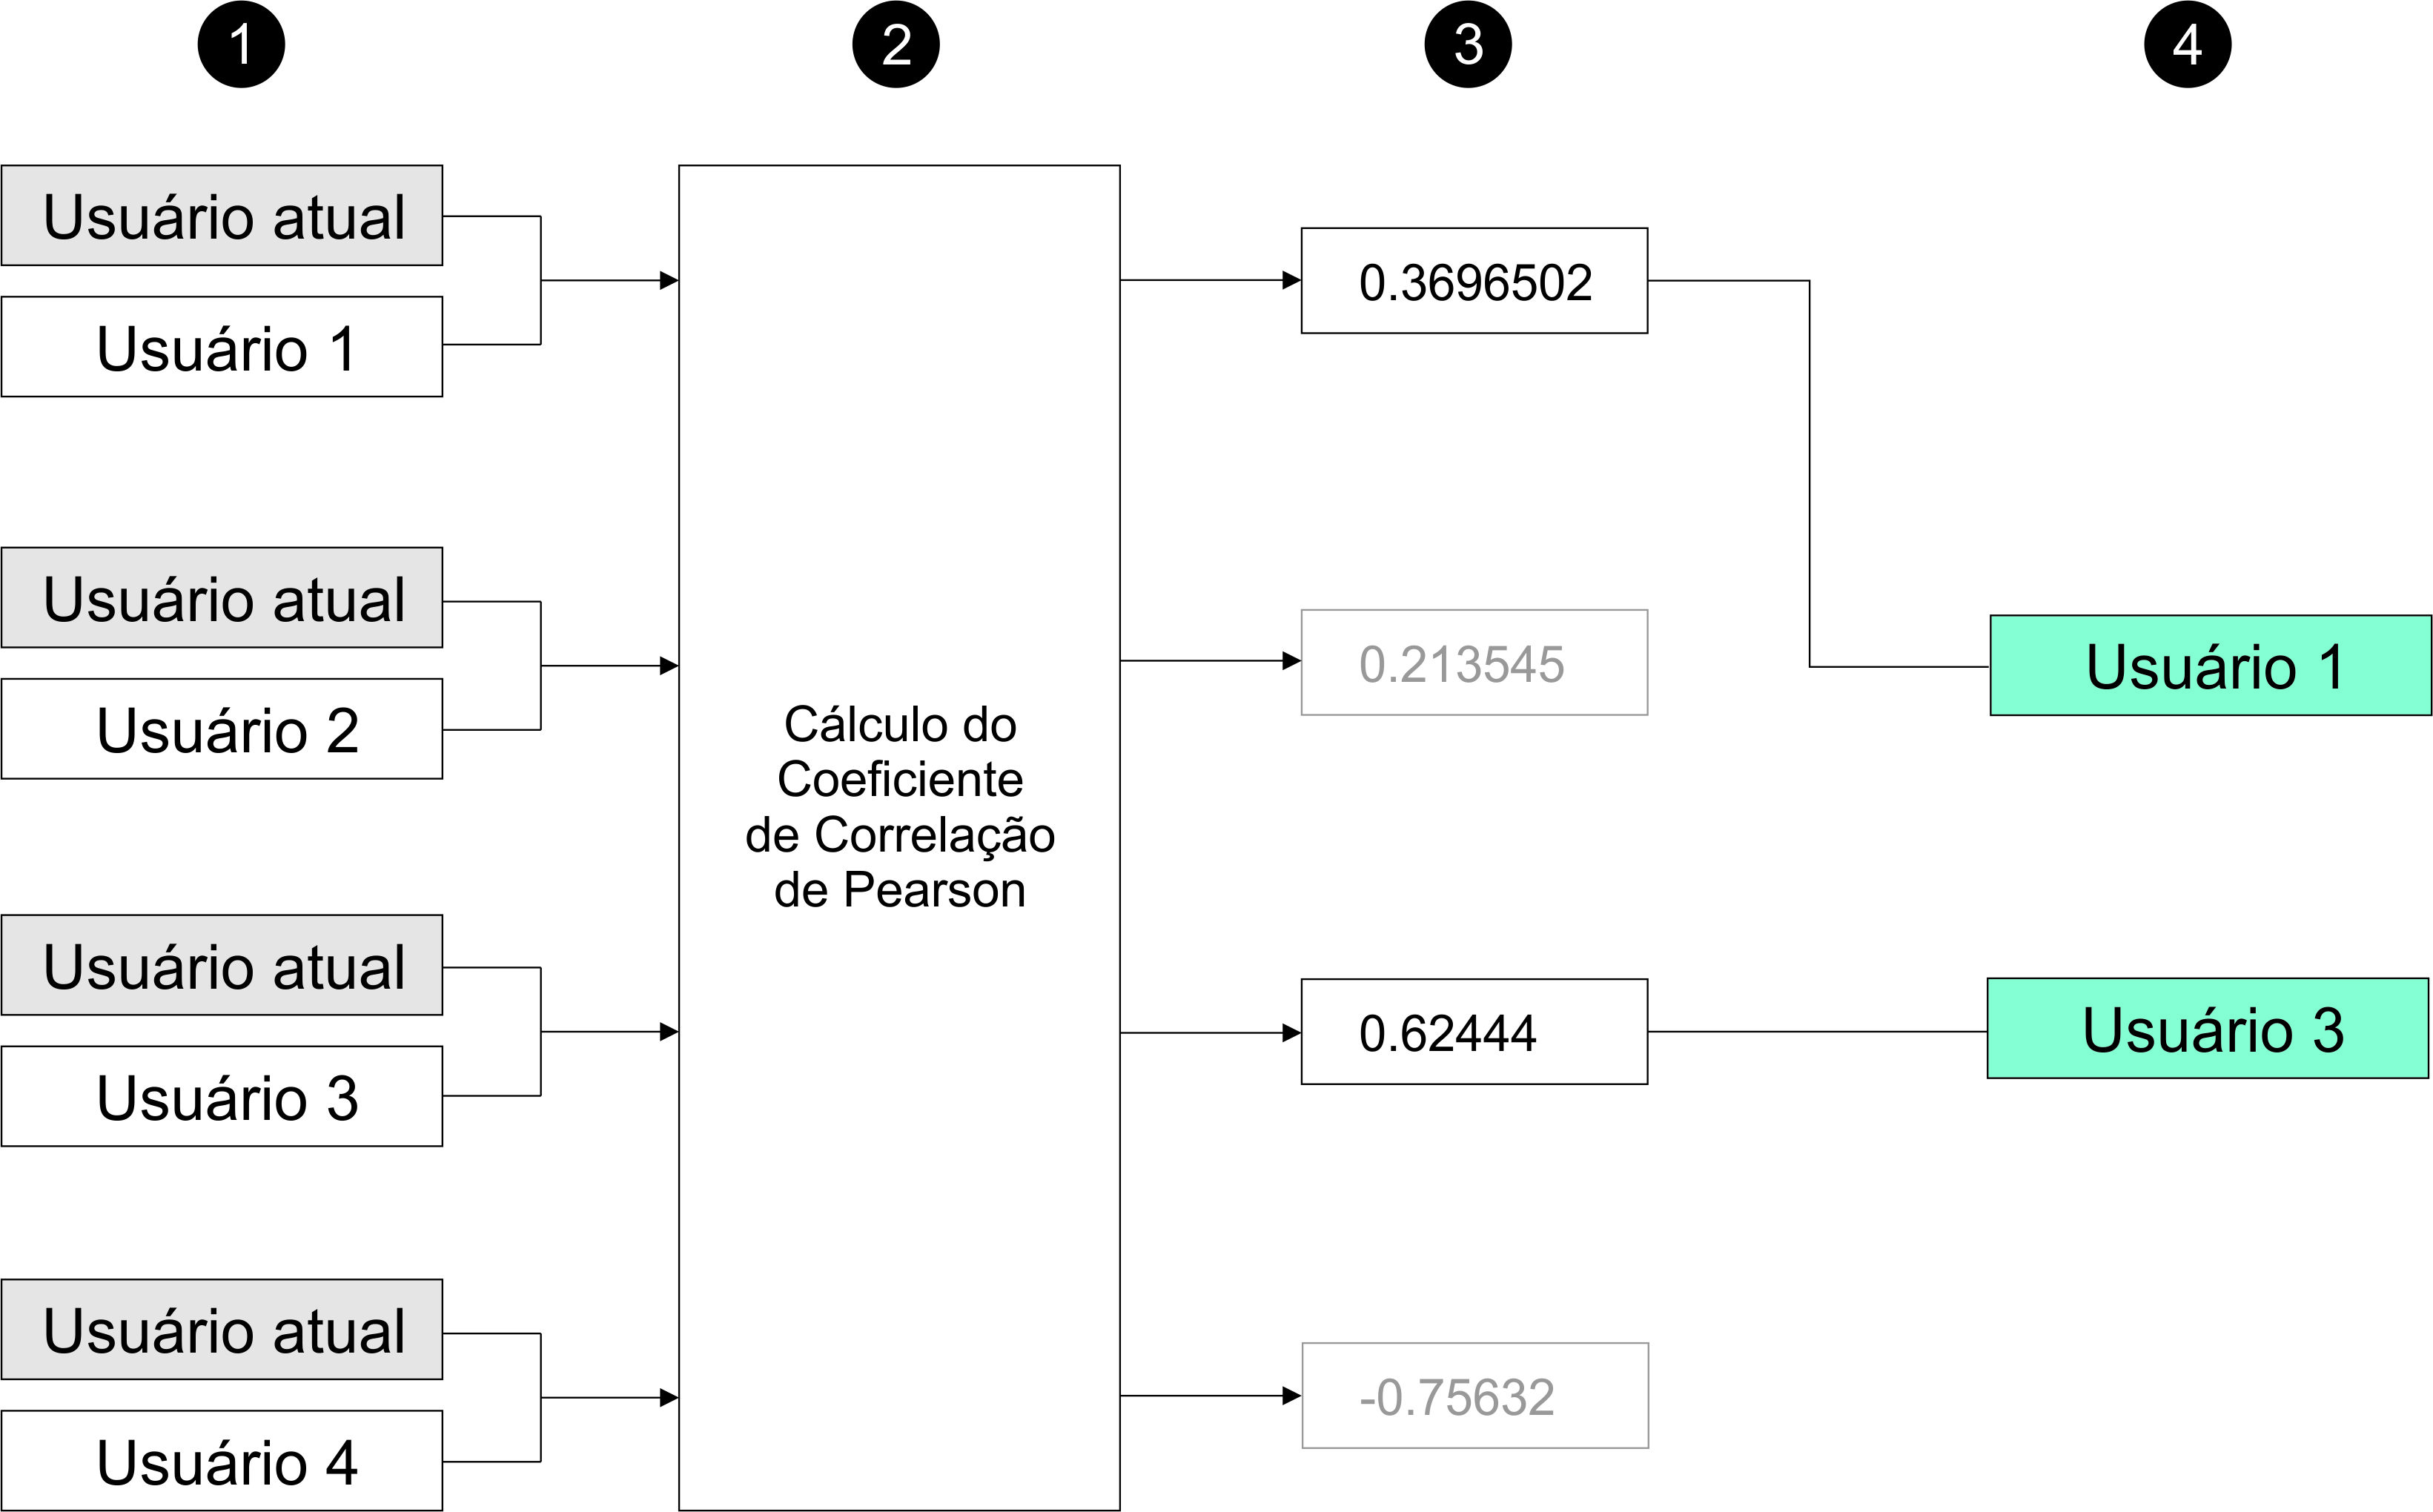 1
2
3
4
Usuário atual
Usuário 1
Usuário atual
Usuário 2
Usuário atual
Usuário 3
Usuário atual
Usuário 4
Cálculo do
Coeficiente
de Correlação
de Pearson
0.3696502
0.213545
0.62444
-0.75632
Usuário 1
Usuário 3